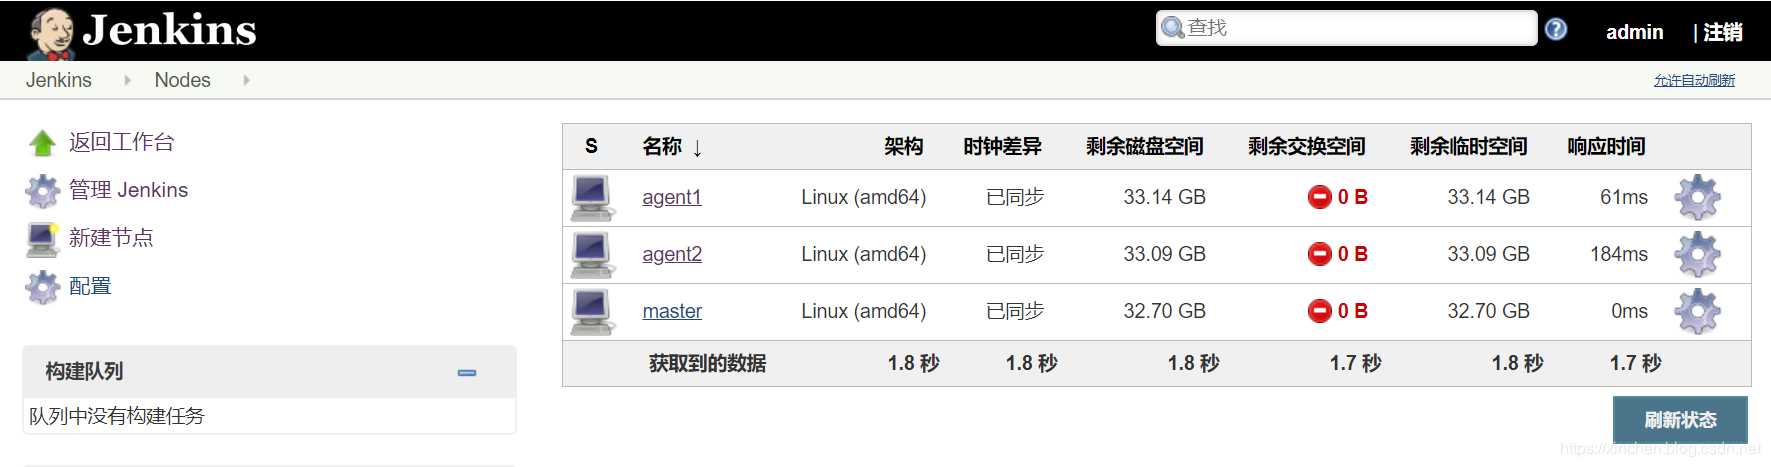 Jenkins
查找
admin | 注销
Jenkins Nodes
允许自动刷新
返回工作台
管理 Jenkins
新建节点
配置
构建队列
队列中没有构建任务
S 名称 ↓ 架构 时钟差异 剩余磁盘空间 剩余交换空间 剩余临时空间 响应时间
agent1 Linux (amd64) 已同步 33.14 GB 0 B 33.14 GB 61ms
agent2 Linux (amd64) 已同步 33.09 GB 0 B 33.09 GB 184ms
master Linux (amd64) 已同步 32.70 GB 0 B 32.70 GB 0ms
获取到的数据 1.8 秒 1.8 秒 1.8 秒 1.7 秒 1.8 秒 1.7 秒
刷新状态
https://xinchen.blog.csdn.net